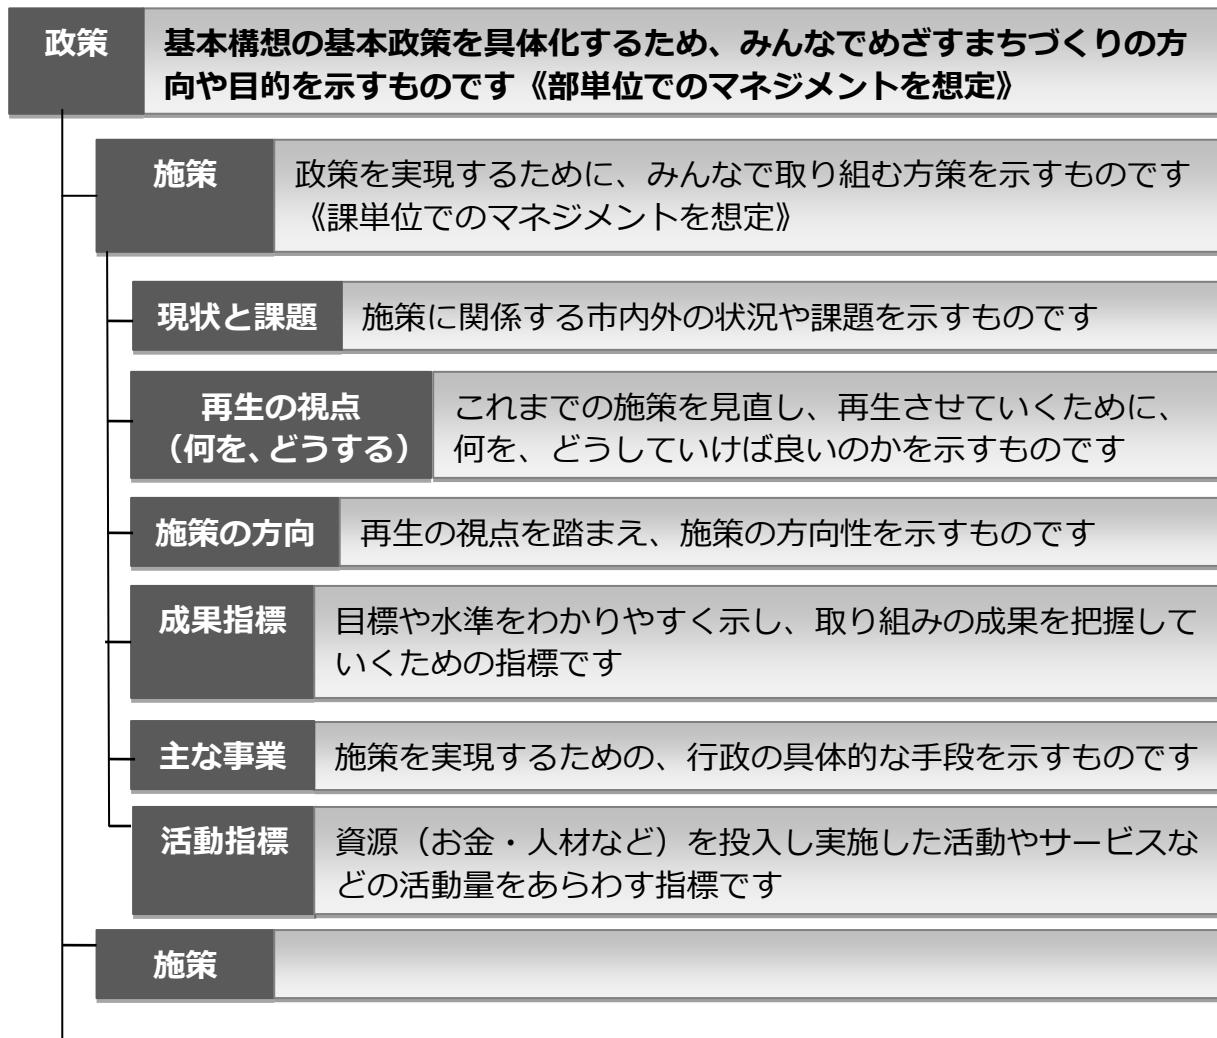 政策
基本構想の基本政策を具体化するため、みんなでめざすまちづくりの方
向や目的を示すものです《部単位でのマネジメントを想定》
施策
政策を実現するために、みんなで取り組む方策を示すものです
《課単位でのマネジメントを想定》
現状と課題
施策に関係する市内外の状況や課題を示すものです
再生の視点
（何を、どうする）
これまでの施策を見直し、再生させていくために、
何を、どうしていけば良いのかを示すものです
施策の方向
再生の視点を踏まえ、施策の方向性を示すものです
成果指標
目標や水準をわかりやすく示し、取り組みの成果を把握して
いくための指標です
主な事業
施策を実現するための、行政の具体的な手段を示すものです
活動指標
資源（お金・人材など）を投入し実施した活動やサービスな
どの活動量をあらわす指標です
施策